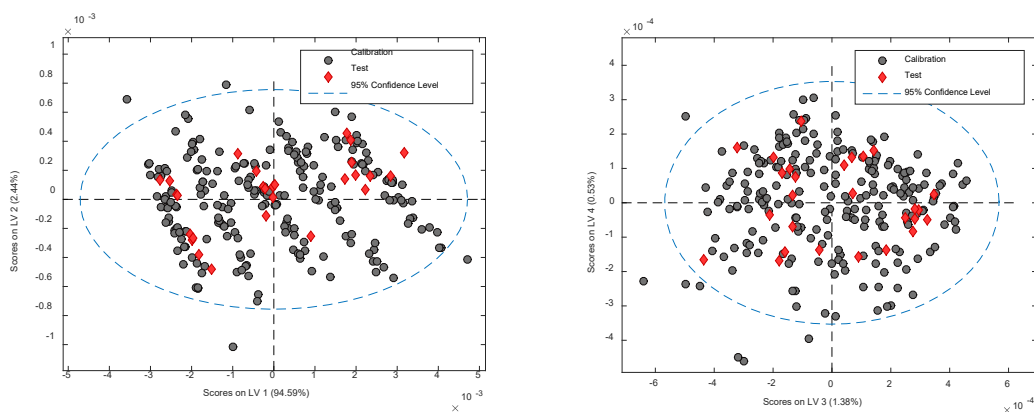 × 10 -3
1
0.8
0.6
0.4
0.2
0
-0.2
-0.4
-0.6
-0.8
-1
Scores on LV 2 (2.44%)
Calibration
Test
95% Confidence Level
-5 -4 -3 -2 -1 0 1 2 3 4 5
Scores on LV 1 (94.59%)
× 10 -3
× 10 -4
4
2
0
-2
-4
Scores on LV 4 (0.53%)
Calibration
Test
95% Confidence Level
-6 -4 -2 0 2 4 6
Scores on LV 3 (1.38%)
× 10 -4